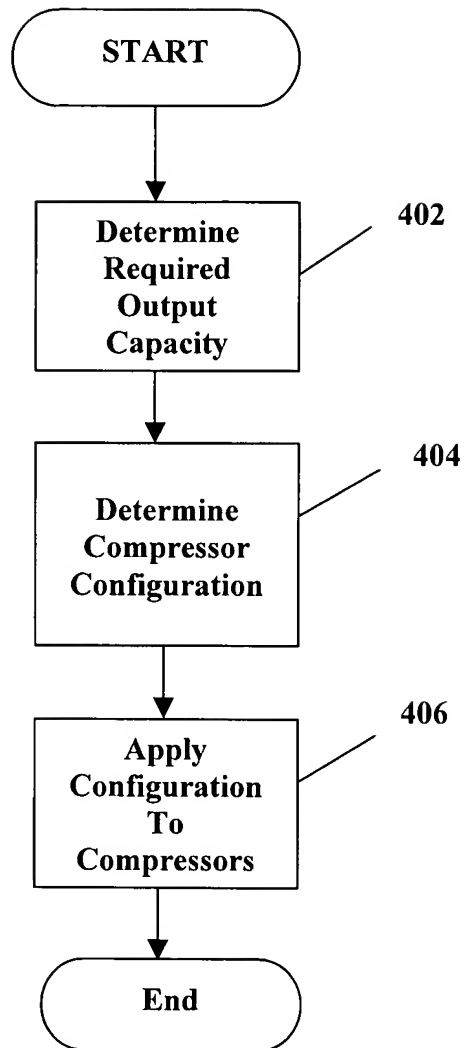 START
402
Determine
Required
Output
Capacity
404
Determine
Compressor
Configuration
406
Apply
Configuration
To
Compressors
End